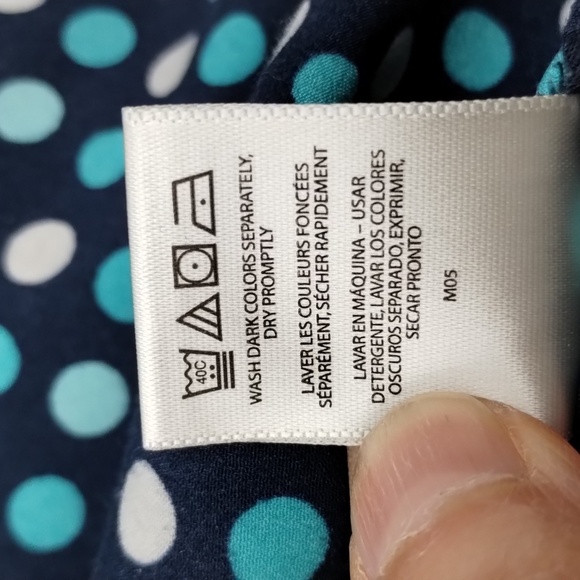 40C
WASH DARK COLORS SEPARATELY,
DRY PROMPTLY
LAVER LES COULEURS FONCÉES
SÉPARÉMENT, SÉCHER RAPIDEMENT
LAVAR EN MÁQUINA – USAR
DETERGENTE, LAVAR LOS COLORES
OSCUROS SEPARADO, EXPRIMIR,
SECAR PRONTO
M05